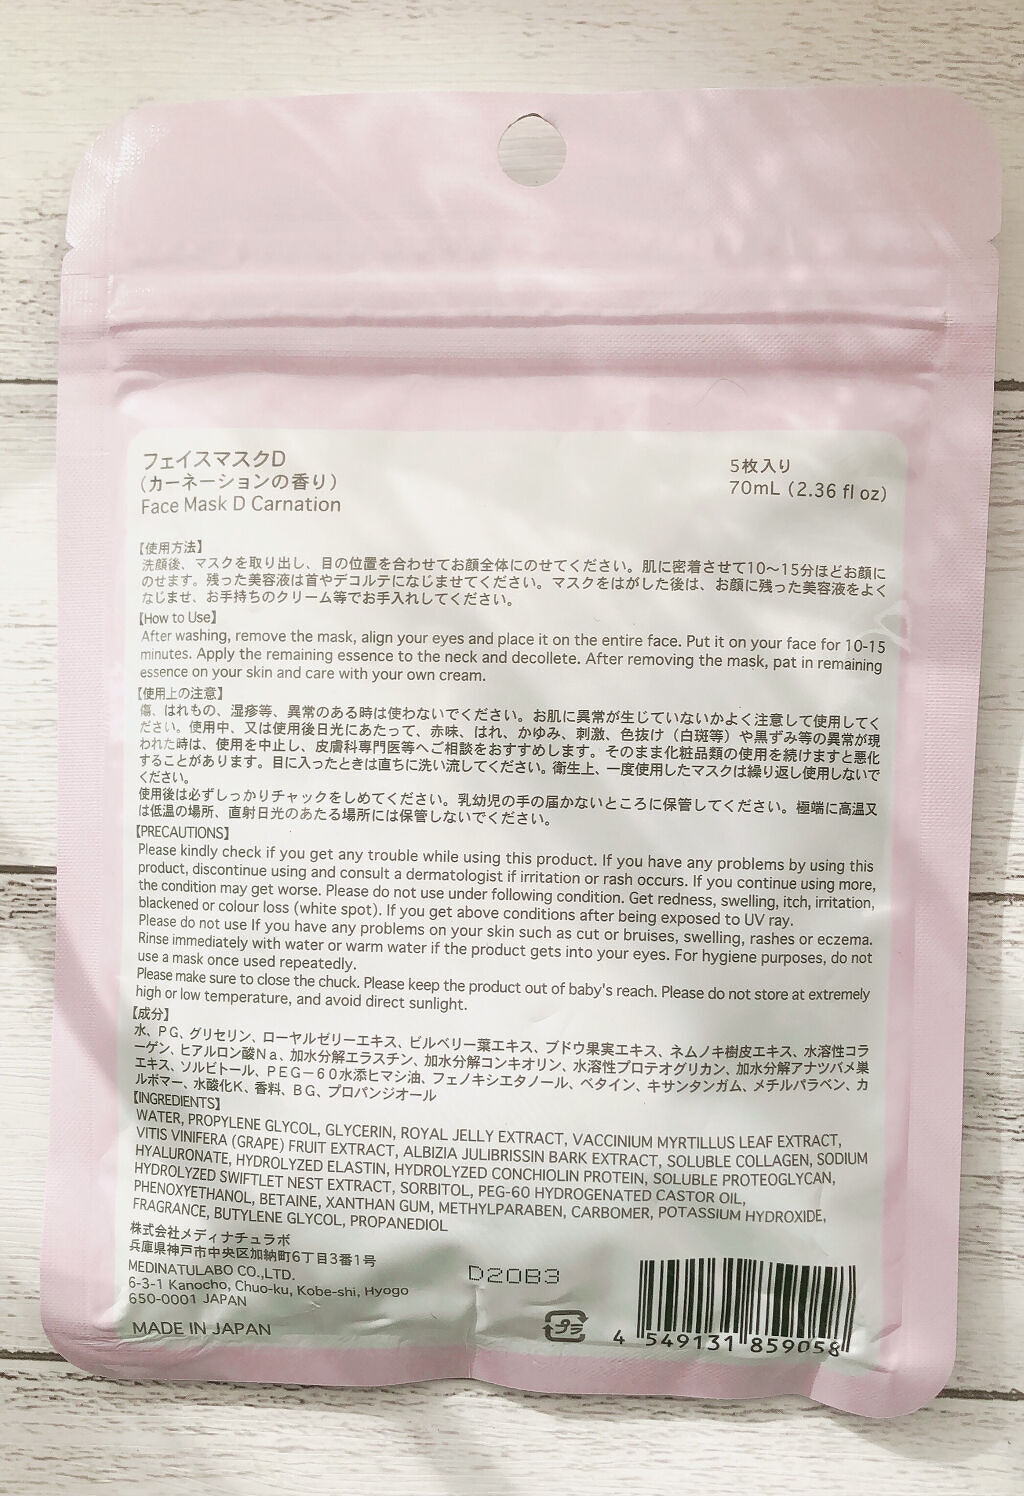 フェイスマスクD
(カーネーションの香り)
Face Mask D Carnation
5枚入り
70mL (2.36 fl oz)
【使用方法】
洗顔後、マスクを取り出し、目の位置を合わせてお顔全体にのせてください。肌に密着させて10〜15分ほどお顔に
のせます。残った美容液は首やデコルテになじませてください。マスクをはがした後は、お顔に残った美容液をよく
なじませ、お手持ちのクリーム等でお手入れしてください。
【How to Use】
After washing, remove the mask, align your eyes and place it on the entire face. Put it on your face for 10-15
minutes. Apply the remaining essence to the neck and decollete. After removing the mask, pat in remaining
essence on your skin and care with your own cream.
【使用上の注意】
傷、はれもの、湿疹等、異常のある時は使わないでください。お肌に異常が生じていないかよく注意して使用してく
ださい。使用中、又は使用後日光にあたって、赤味、はれ、かゆみ、刺激、色抜け（白斑等）や黒ずみ等の異常が現
われた時は、使用を中止し、皮膚科専門医等へご相談をおすすめします。そのまま化粧品類の使用を続けますと悪化
することがあります。目に入ったときは直ちに洗い流してください。衛生上、一度使用したマスクは繰り返し使用しないで
ください。
使用後は必ずしっかりチャックをしめてください。乳幼児の手の届かないところに保管してください。極端に高温又
は低温の場所、直射日光のあたる場所には保管しないでください。
【PRECAUTIONS】
Please kindly check if you get any trouble while using this product. If you have any problems by using this
product, discontinue using and consult a dermatologist if irritation or rash occurs. If you continue using more,
the condition may get worse. Please do not use under following condition. Get redness, swelling, itch, irritation,
blackened or colour loss (white spot). If you get above conditions after being exposed to UV ray.
Please do not use If you have any problems on your skin such as cut or bruises, swelling, rashes or eczema.
Rinse immediately with water or warm water if the product gets into your eyes. For hygiene purposes, do not
use a mask once used repeatedly.
Please make sure to close the chuck. Please keep the product out of baby's reach. Please do not store at extremely
high or low temperature, and avoid direct sunlight.
【成分】
水、PG、グリセリン、ローヤルゼリーエキス、ビルベリー葉エキス、ブドウ果実エキス、ネムノキ樹皮エキス、水溶性コラ
ーゲン、ヒアルロン酸Na、加水分解エラスチン、加水分解コンキオリン、水溶性プロテオグリカン、加水分解アナツバメ巣
エキス、ソルビトール、PEG－60水添ヒマシ油、フェノキシエタノール、ベタイン、キサンタンガム、メチルパラベン、カ
ルボマー、水酸化K、香料、BG、プロパンジオール
【INGREDIENTS】
WATER, PROPYLENE GLYCOL, GLYCERIN, ROYAL JELLY EXTRACT, VACCINIUM MYRTILLUS LEAF EXTRACT,
VITIS VINIFERA (GRAPE) FRUIT EXTRACT, ALBIZIA JULIBRISSIN BARK EXTRACT, SOLUBLE COLLAGEN, SODIUM
HYALURONATE, HYDROLYZED ELASTIN, HYDROLYZED CONCHIOLIN PROTEIN, SOLUBLE PROTEOGLYCAN,
HYDROLYZED SWIFTLET NEST EXTRACT, SORBITOL, PEG-60 HYDROGENATED CASTOR OIL,
PHENOXYETHANOL, BETAINE, XANTHAN GUM, METHYLPARABEN, CARBOMER, POTASSIUM HYDROXIDE,
FRAGRANCE, BUTYLENE GLYCOL, PROPANEDIOL
株式会社メディナチュラボ
兵庫県神戸市中央区加納町6丁目3番1号
MEDINATULABO CO.,LTD.
6-3-1 Kanocho, Chuo-ku, Kobe-shi, Hyogo
650-0001 JAPAN
MADE IN JAPAN
D20B3
プラ
4 549131 859058